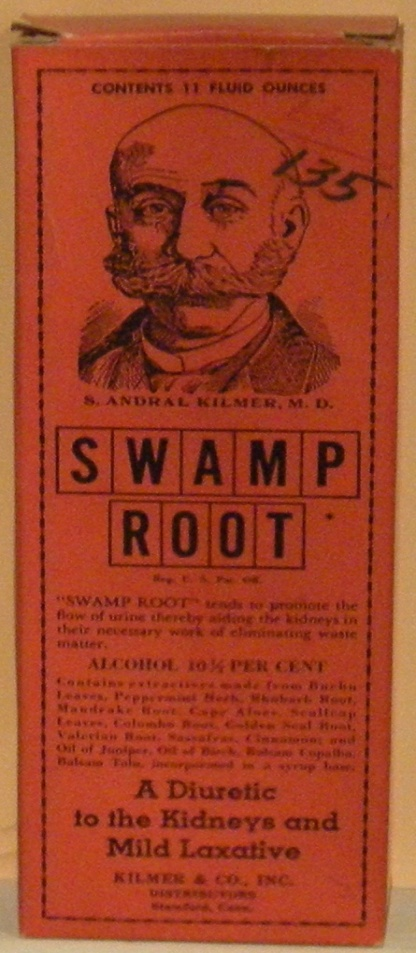 CONTENTS 11 FLUID OUNCES
135
S. ANDRAL KILMER, M. D.
SWAMP
ROOT
Reg. U. S. Pat. Off.
"SWAMP ROOT" tends to promote the
flow of urine thereby aiding the kidneys in
their necessary work of eliminating waste
matter.
ALCOHOL 10½ PER CENT
Contains extractives made from Buchu
Leaves, Peppermint Herb, Rhubarb Root,
Mandrake Root, Cape Aloes, Scullcap
Leaves, Colombo Root, Golden Seal Root,
Valerian Root, Sassafras, Cinnamon; and
Oil of Juniper, Oil of Birch, Balsam Copaiba,
Balsam Tolu, incorporated in a syrup base.
A Diuretic
to the Kidneys and
Mild Laxative
KILMER & CO., INC.
DISTRIBUTORS
Stamford, Conn.